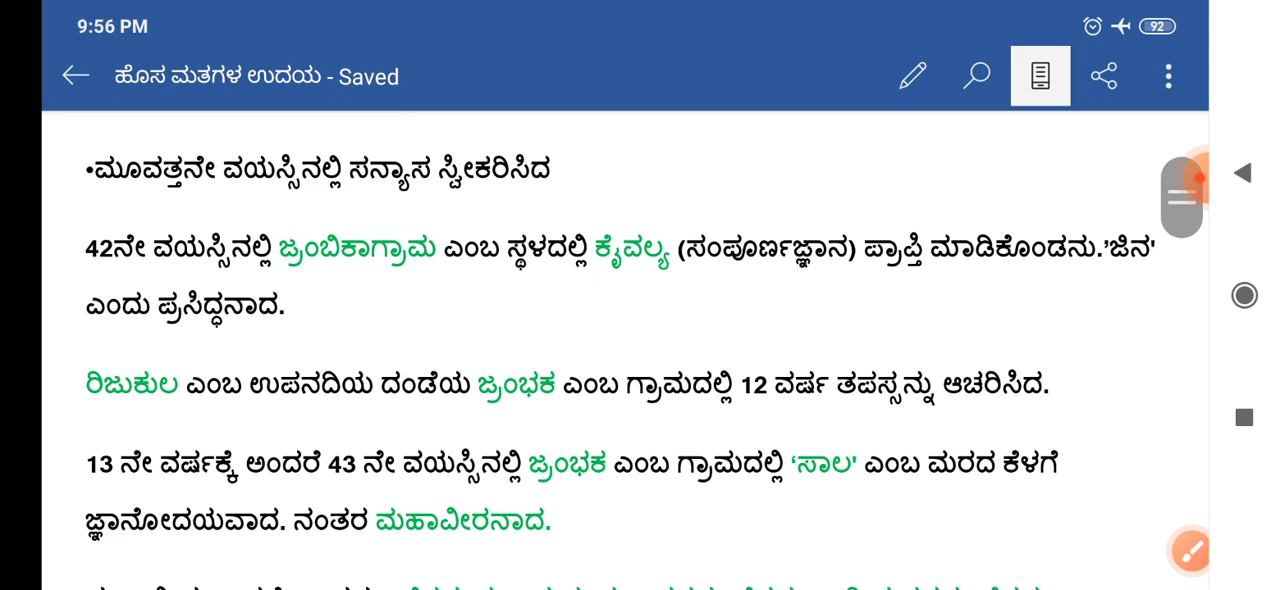 9:56 PM
92
ಹೊಸ ಮತಗಳ ಉದಯ - Saved
•ಮೂವತ್ತನೇ ವಯಸ್ಸಿನಲ್ಲಿ ಸನ್ಯಾಸ ಸ್ವೀಕರಿಸಿದ
42ನೇ ವಯಸ್ಸಿನಲ್ಲಿ ಜ್ರಂಬಿಕಾಗ್ರಾಮ ಎಂಬ ಸ್ಥಳದಲ್ಲಿ ಕೈವಲ್ಯ (ಸಂಪೂರ್ಣಜ್ಞಾನ) ಪ್ರಾಪ್ತಿ ಮಾಡಿಕೊಂಡನು.'ಜಿನ'
ಎಂದು ಪ್ರಸಿದ್ಧನಾದ.
ರಿಜುಕುಲ ಎಂಬ ಉಪನದಿಯ ದಂಡೆಯ ಜ್ರಂಭಕ ಎಂಬ ಗ್ರಾಮದಲ್ಲಿ 12 ವರ್ಷ ತಪಸ್ಸನ್ನು ಆಚರಿಸಿದ.
13 ನೇ ವರ್ಷಕ್ಕೆ ಅಂದರೆ 43 ನೇ ವಯಸ್ಸಿನಲ್ಲಿ ಜ್ರಂಭಕ ಎಂಬ ಗ್ರಾಮದಲ್ಲಿ ‘ಸಾಲ' ಎಂಬ ಮರದ ಕೆಳಗೆ
ಜ್ಞಾನೋದಯವಾದ. ನಂತರ ಮಹಾವೀರನಾದ.